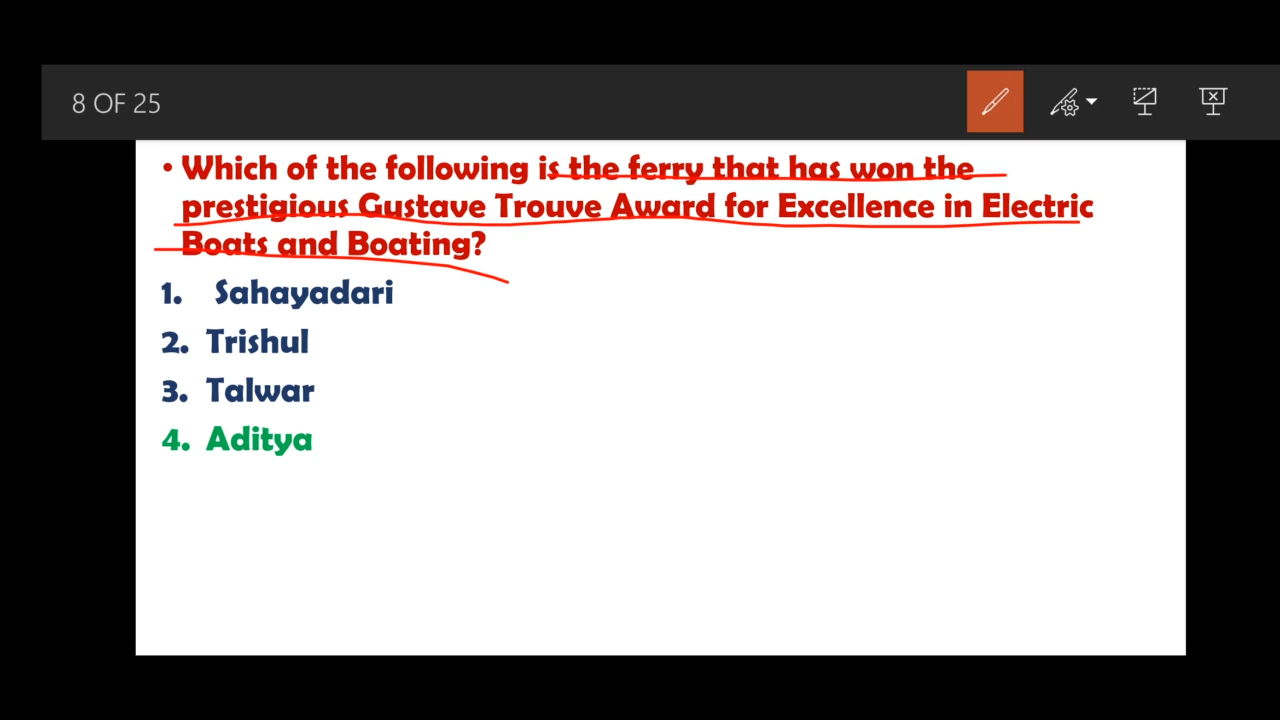 8 OF 25
• Which of the following is the ferry that has won the
prestigious Gustave Trouve Award for Excellence in Electric
Boats and Boating?
1. Sahayadari
2. Trishul
3. Talwar
4. Aditya